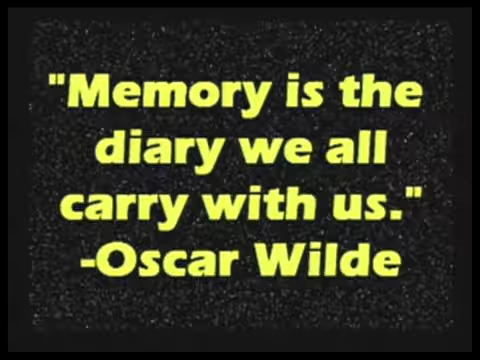 "Memory is the
diary we all
carry with us."
-Oscar Wilde